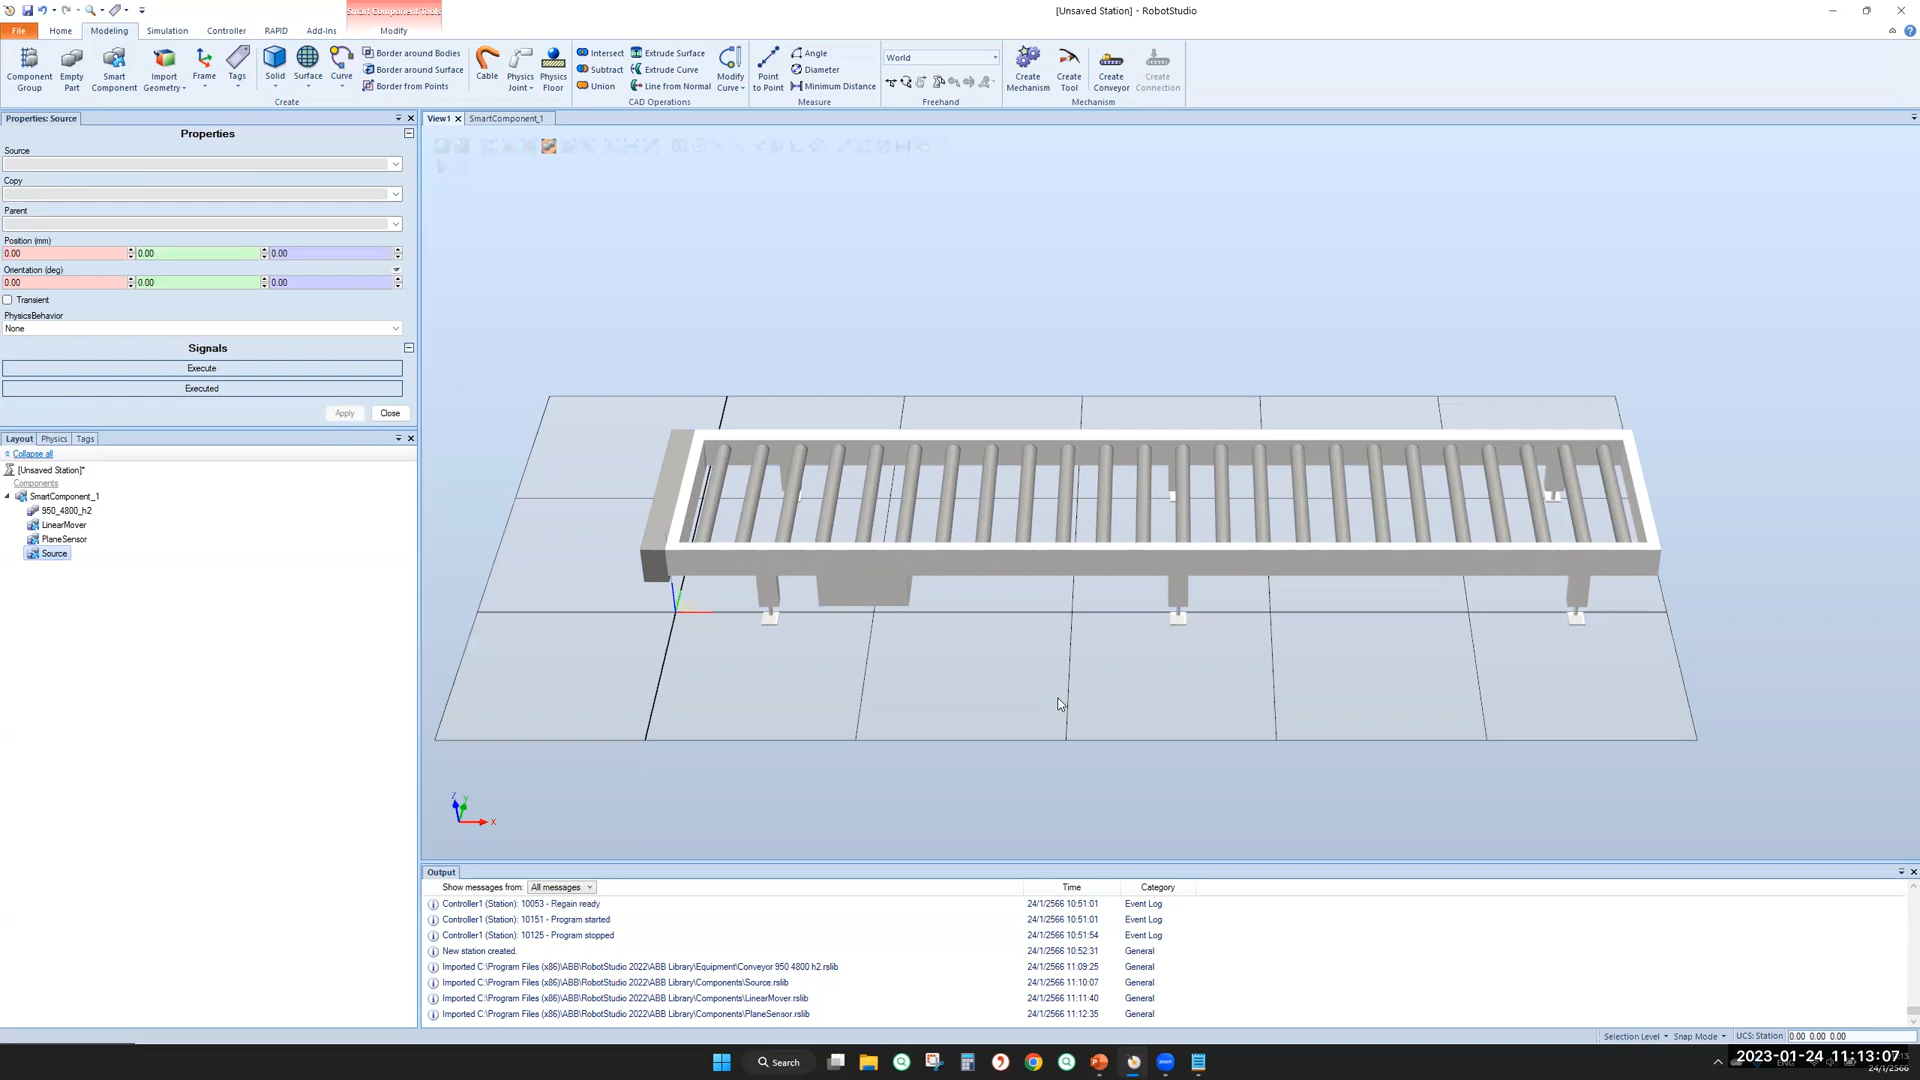 [Unsaved Station] - RobotStudio
Smart Component Tools
File Home Modeling Simulation Controller RAPID Add-Ins Modify
Component Group
Empty Part
Smart Component
Import Geometry
Frame
Tags
Solid
Surface
Curve
Border around Bodies
Border around Surface
Border from Points
Create
Cable
Physics Joint
Physics Floor
Intersect
Subtract
Union
Extrude Surface
Extrude Curve
Line from Normal
Modify Curve
CAD Operations
Point to Point
Angle
Diameter
Minimum Distance
Measure
World
Freehand
Create Mechanism
Create Tool
Create Conveyor
Create Connection
Mechanism
Properties: Source
Properties
Source
Copy
Parent
Position (mm)
0.00 0.00 0.00
Orientation (deg)
0.00 0.00 0.00
Transient
PhysicsBehavior
None
Signals
Execute
Executed
Apply Close
Layout Physics Tags
Collapse all
[Unsaved Station]*
Components
SmartComponent_1
950_4800_h2
LinearMover
PlaneSensor
Source
View1 SmartComponent_1
Z Y X
Output
Show messages from: All messages Time Category
Controller1 (Station): 10053 - Regain ready 24/1/2566 10:51:01 Event Log
Controller1 (Station): 10151 - Program started 24/1/2566 10:51:01 Event Log
Controller1 (Station): 10125 - Program stopped 24/1/2566 10:51:54 Event Log
New station created. 24/1/2566 10:52:31 General
Imported C:\Program Files (x86)\ABB\RobotStudio 2022\ABB Library\Equipment\Conveyor 950 4800 h2.rslib 24/1/2566 11:09:25 General
Imported C:\Program Files (x86)\ABB\RobotStudio 2022\ABB Library\Components\Source.rslib 24/1/2566 11:10:07 General
Imported C:\Program Files (x86)\ABB\RobotStudio 2022\ABB Library\Components\LinearMover.rslib 24/1/2566 11:11:40 General
Imported C:\Program Files (x86)\ABB\RobotStudio 2022\ABB Library\Components\PlaneSensor.rslib 24/1/2566 11:12:35 General
Selection Level Snap Mode UCS: Station 0.00 0.00 0.00
Search
2023-01-24 11:13:07
24/1/2566